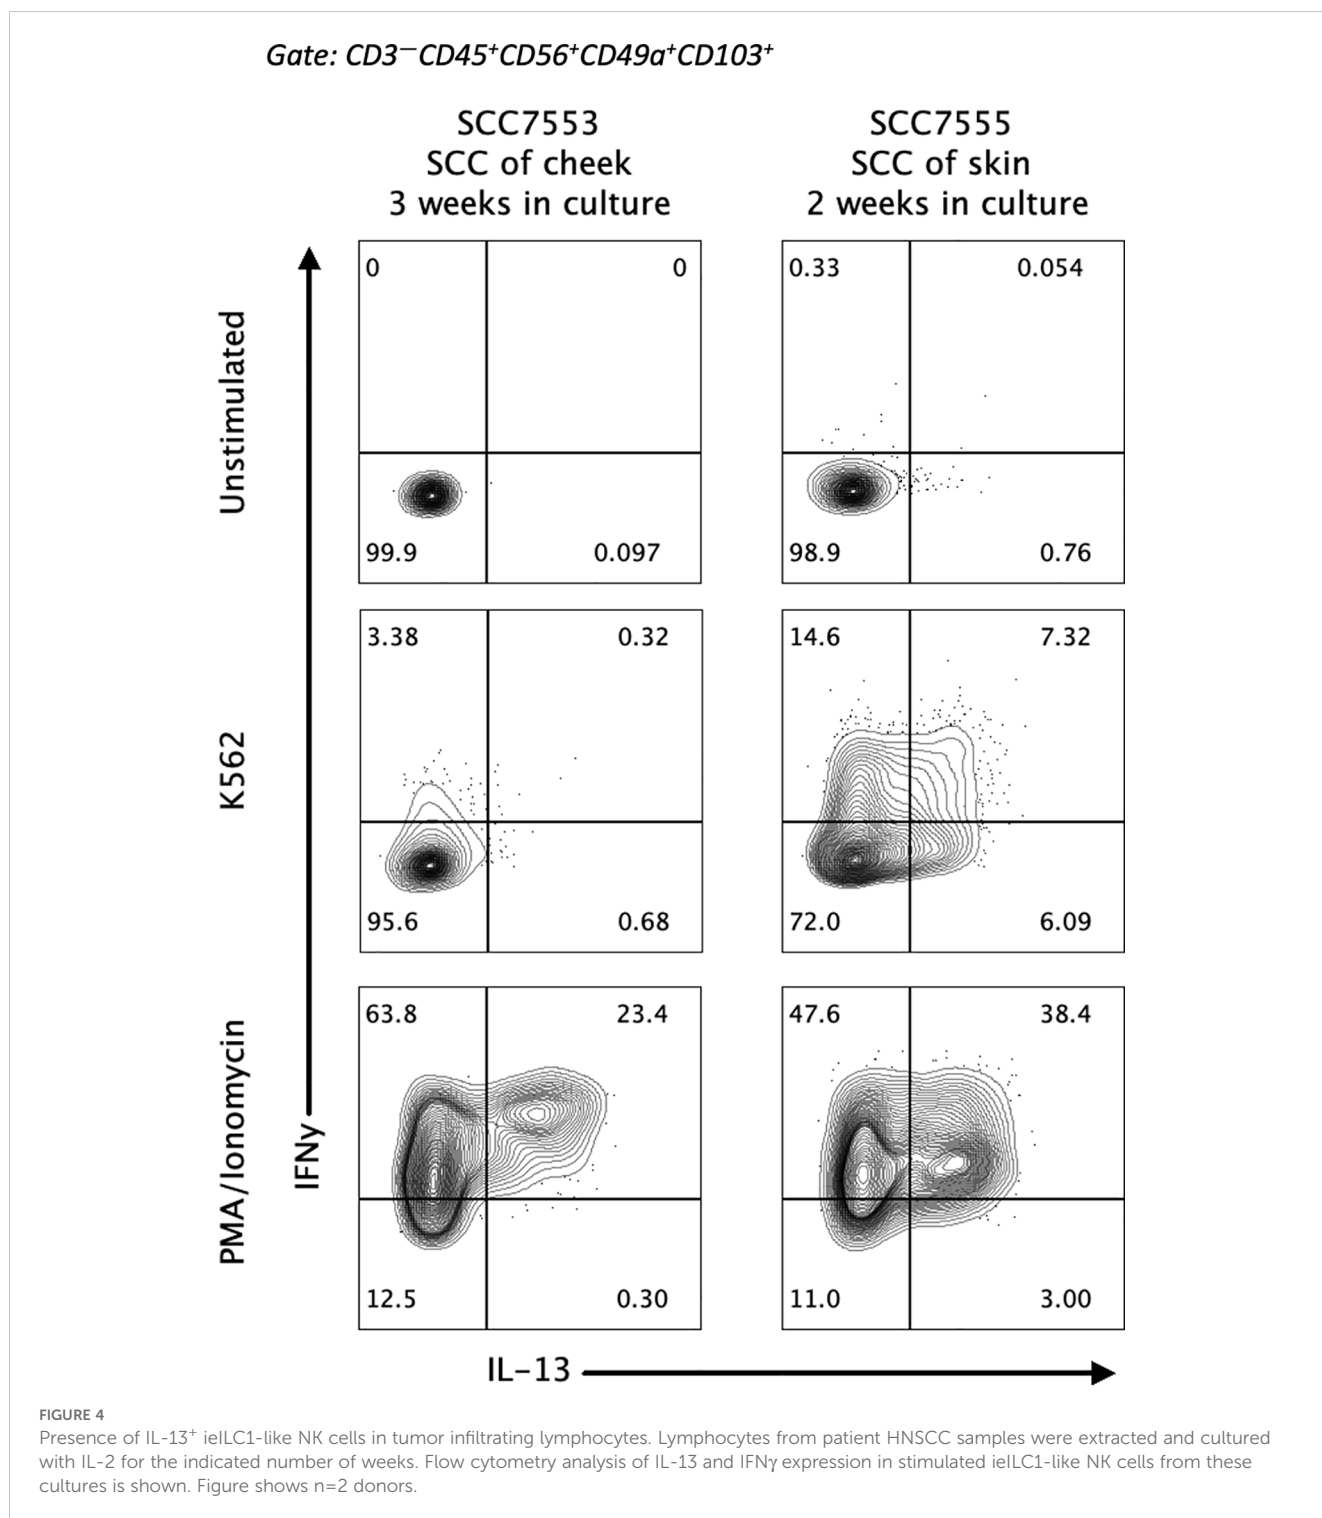 Gate: CD3−CD45+CD56+CD49a+CD103+
SCC7553
SCC of cheek
3 weeks in culture
SCC7555
SCC of skin
2 weeks in culture
Unstimulated
0 0
99.9 0.097
0.33 0.054
98.9 0.76
K562
3.38 0.32
95.6 0.68
14.6 7.32
72.0 6.09
PMA/Ionomycin
63.8 23.4
12.5 0.30
47.6 38.4
11.0 3.00
IFNγ
IL-13
FIGURE 4
Presence of IL-13+ ieILC1-like NK cells in tumor infiltrating lymphocytes. Lymphocytes from patient HNSCC samples were extracted and cultured
with IL-2 for the indicated number of weeks. Flow cytometry analysis of IL-13 and IFNγ expression in stimulated ieILC1-like NK cells from these
cultures is shown. Figure shows n=2 donors.